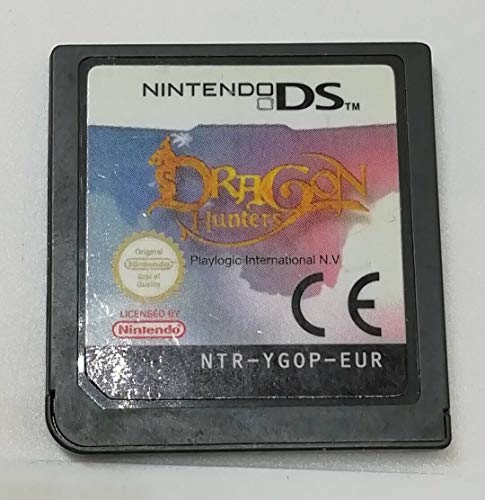 NINTENDO DS™
DRAGON
Hunters
Playlogic International N.V
Original
Nintendo
Seal of
Quality
CE
LICENSED BY
Nintendo
NTR-YGOP-EUR